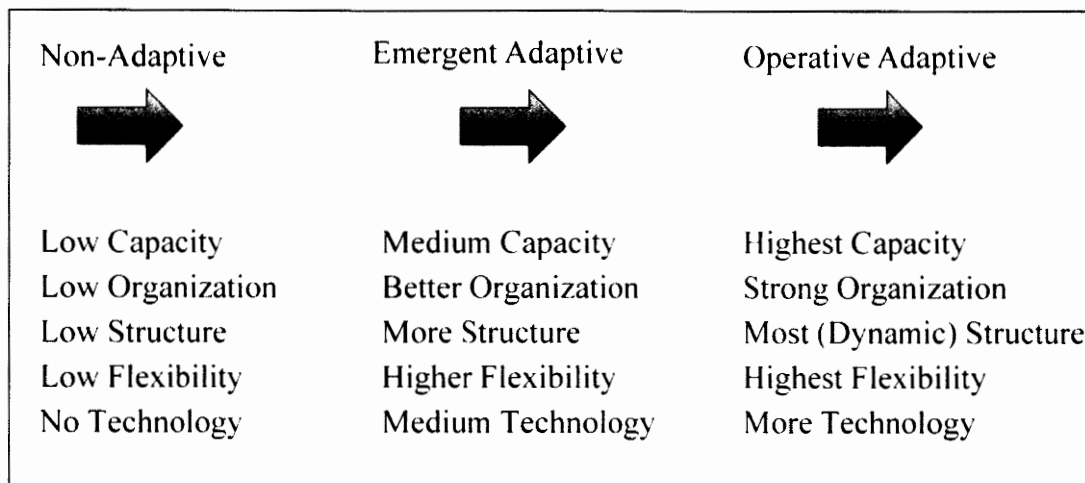 Non-Adaptive
Emergent Adaptive
Operative Adaptive
Low Capacity
Low Organization
Low Structure
Low Flexibility
No Technology
Medium Capacity
Better Organization
More Structure
Higher Flexibility
Medium Technology
Highest Capacity
Strong Organization
Most (Dynamic) Structure
Highest Flexibility
More Technology